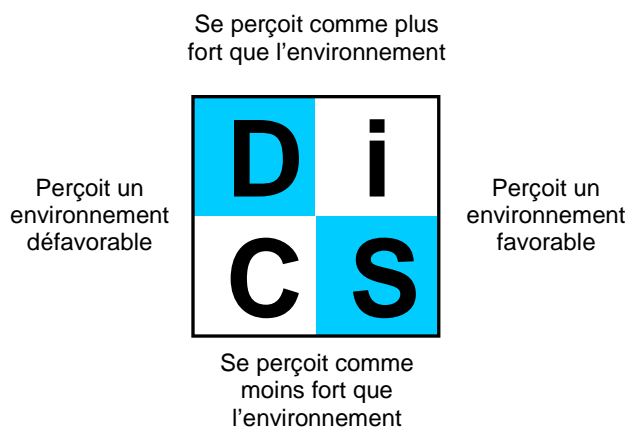 Se perçoit comme plus
fort que l'environnement
D i
Perçoit un
environnement
défavorable
Perçoit un
environnement
favorable
C S
Se perçoit comme
moins fort que
l'environnement